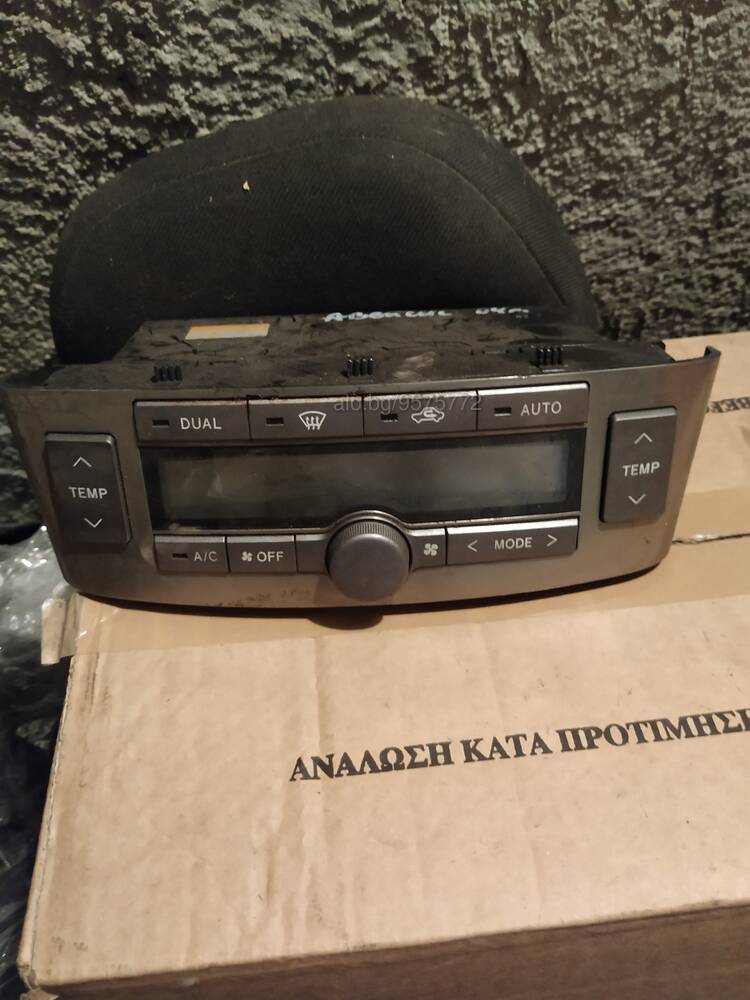 alo.bg/9575772
DUAL
AUTO
TEMP
TEMP
A/C
OFF
MODE
ΑΝΑΛΩΣΗ ΚΑΤΑ ΠΡΟΤΙΜΗΣΗ